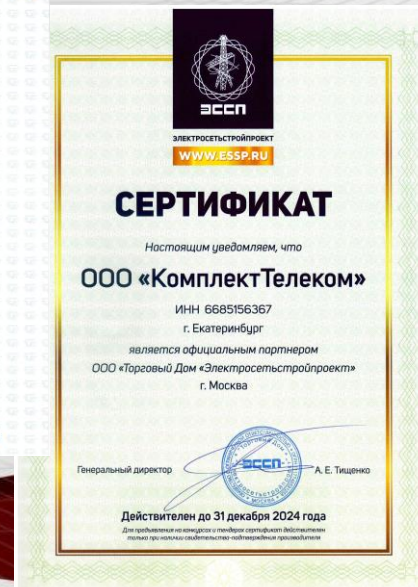 ЭССП
ЭЛЕКТРОСЕТЬСТРОЙПРОЕКТ
WWW.ESSP.RU
СЕРТИФИКАТ
Настоящим уведомляем, что
ООО «КомплектТелеком»
ИНН 6685156367
г. Екатеринбург
является официальным партнером
ООО «Торговый Дом «Электросетьстройпроект»
г. Москва
Генеральный директор
ЭССП
А. Е. Тищенко
Действителен до 31 декабря 2024 года
Для предъявления на конкурсах и тендерах сертификат действителен
только при наличии свидетельство-подтверждения производителя